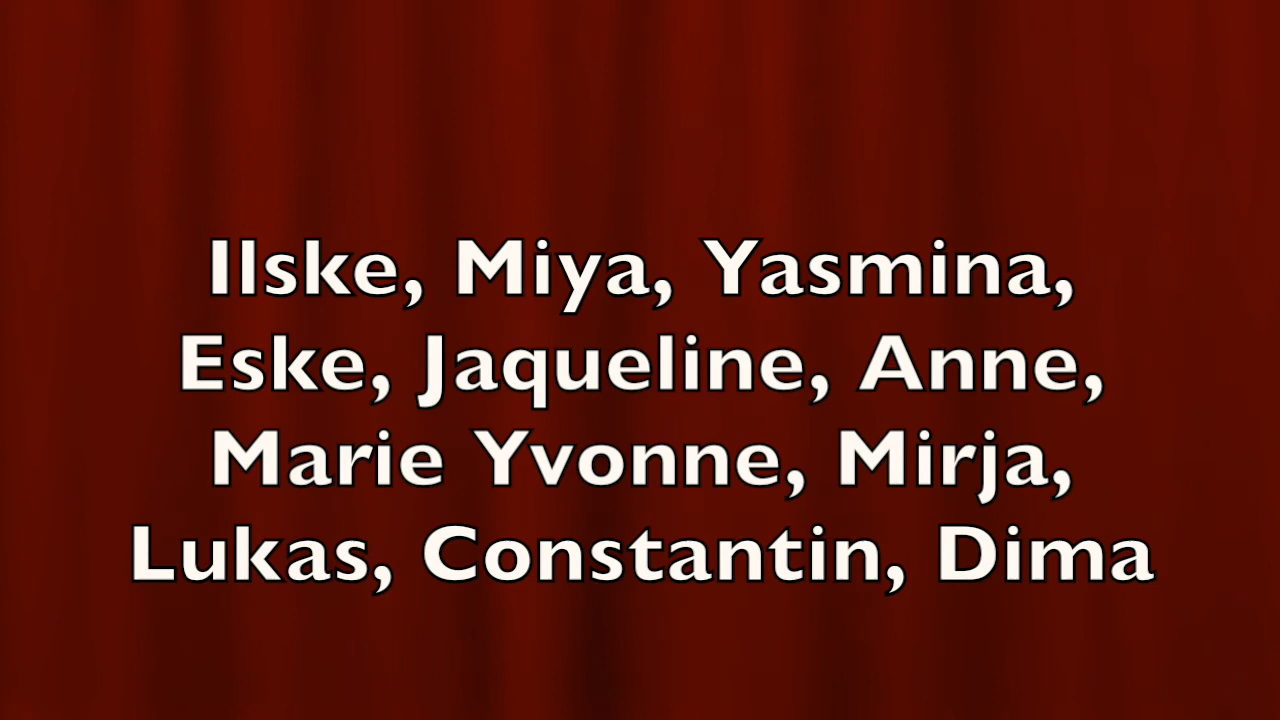 Ilske, Miya, Yasmina,
Eske, Jaqueline, Anne,
Marie Yvonne, Mirja,
Lukas, Constantin, Dima